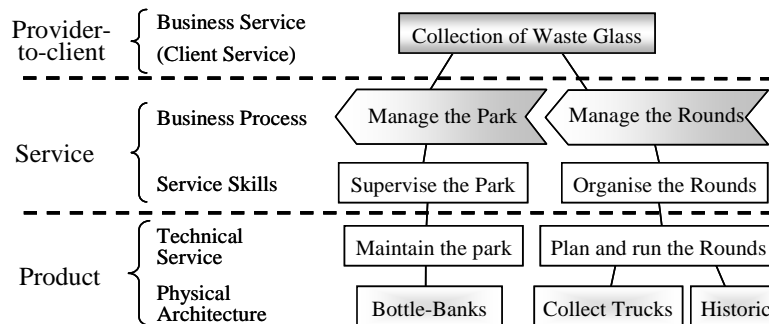 Provider-
to-client
Business Service
(Client Service)
Collection of Waste Glass
Service
Business Process
Manage the Park
Manage the Rounds
Service Skills
Supervise the Park
Organise the Rounds
Product
Technical
Service
Maintain the park
Plan and run the Rounds
Physical
Architecture
Bottle-Banks
Collect Trucks
Historic